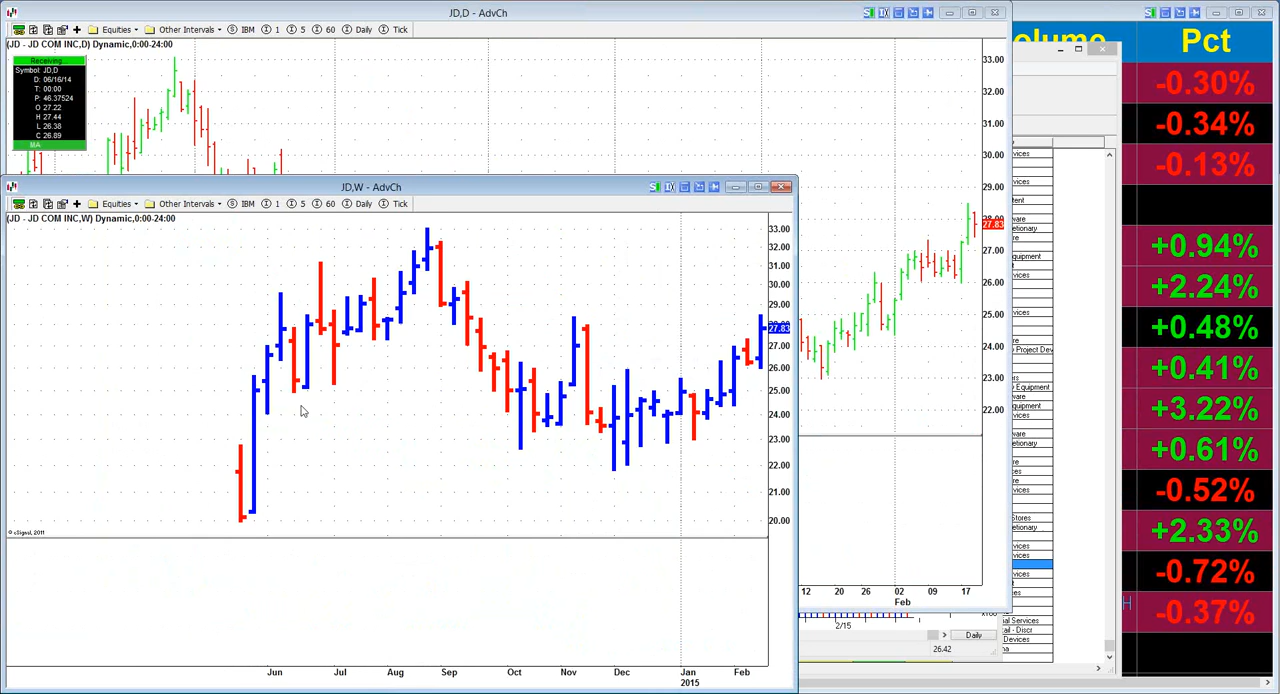 JD,D - AdvCh
Equities Other Intervals IBM 1 5 60 Daily Tick
(JD - JD COM INC,D) Dynamic,0:00-24:00
Receiving...
Symbol: JD,D
D: 06/16/14
T: 00:00
P: 46.37524
O 27.22
H 27.44
L 26.38
C 26.89
MA
33.00
32.00
31.00
30.00
29.00
28.00
27.83
27.00
26.00
25.00
24.00
23.00
22.00
12 20 26 02 09 17
Feb
2/15
Daily
26.42
JD,W - AdvCh
Equities Other Intervals IBM 1 5 60 Daily Tick
(JD - JD COM INC,W) Dynamic,0:00-24:00
33.00
32.00
31.00
30.00
29.00
27.83
27.00
26.00
25.00
24.00
23.00
22.00
21.00
20.00
© eSignal, 2011
Jun Jul Aug Sep Oct Nov Dec Jan Feb
2015
Pct
-0.30%
-0.34%
-0.13%
+0.94%
+2.24%
+0.48%
+0.41%
+3.22%
+0.61%
-0.52%
+2.33%
-0.72%
-0.37%